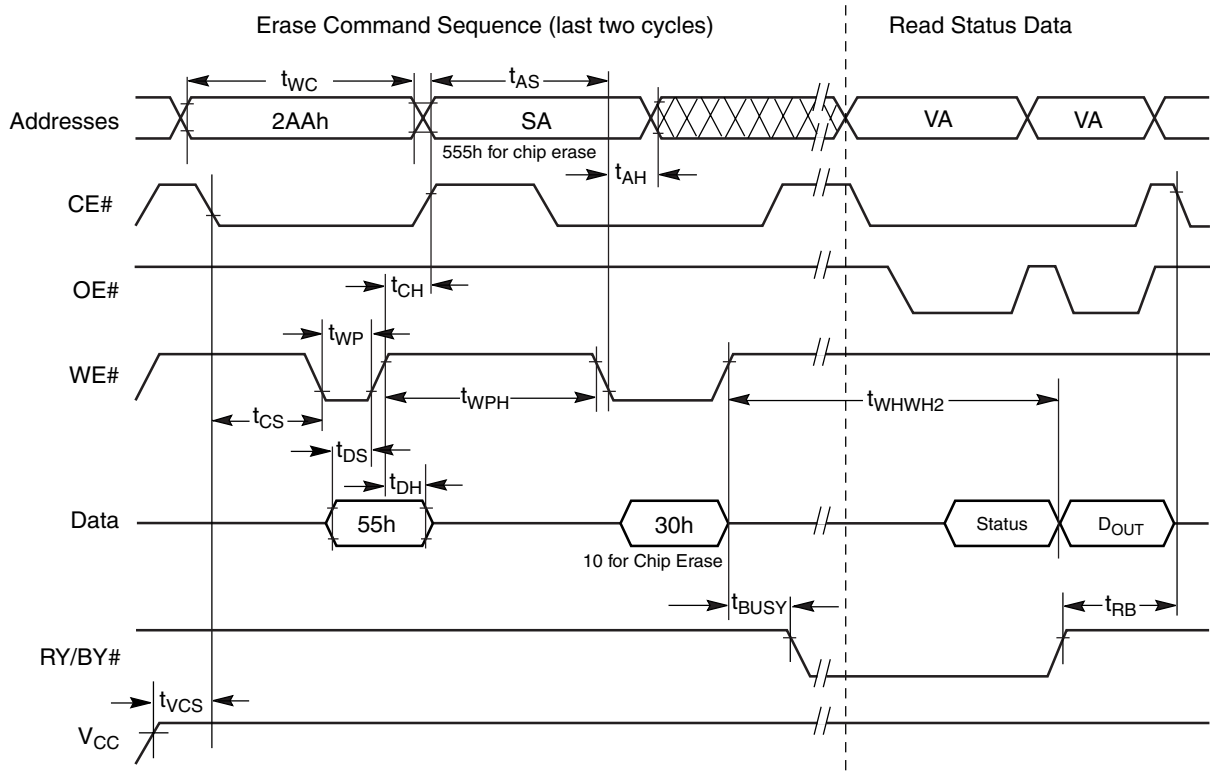 Erase Command Sequence (last two cycles) Read Status Data
tWC tAS
Addresses 2AAh SA VA VA
555h for chip erase
tAH
CE#
OE#
tCH
tWP
WE#
tWPH tWHWH2
tCS
tDS
tDH
Data 55h 30h Status DOUT
10 for Chip Erase
tBUSY tRB
RY/BY#
tVCS
VCC